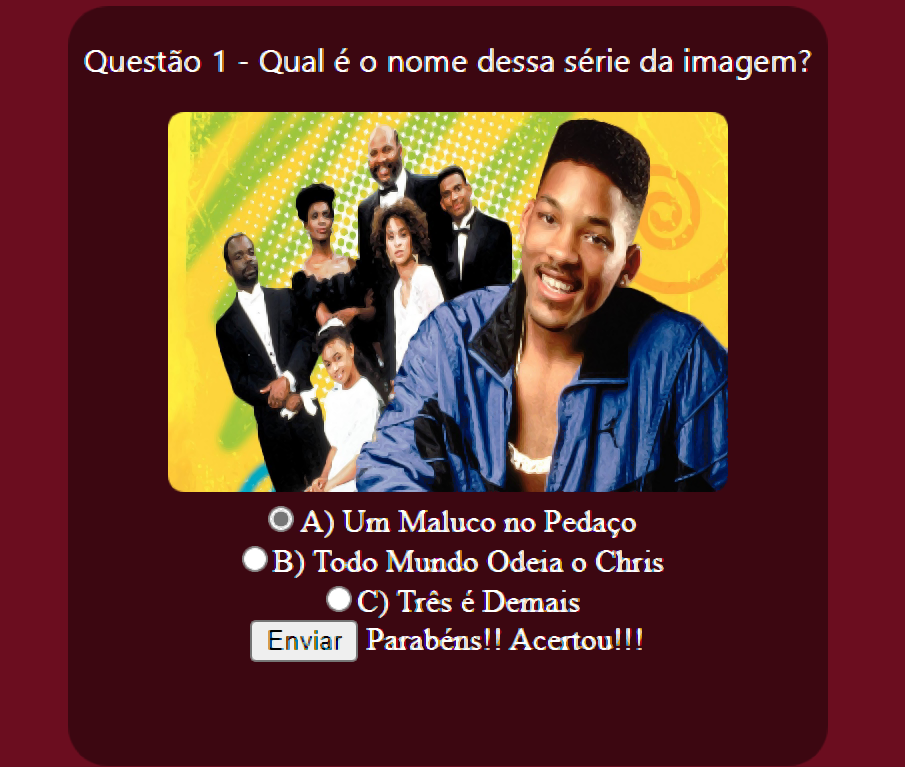 Questão 1 - Qual é o nome dessa série da imagem?
A) Um Maluco no Pedaço
B) Todo Mundo Odeia o Chris
C) Três é Demais
Enviar Parabéns!! Acertou!!!